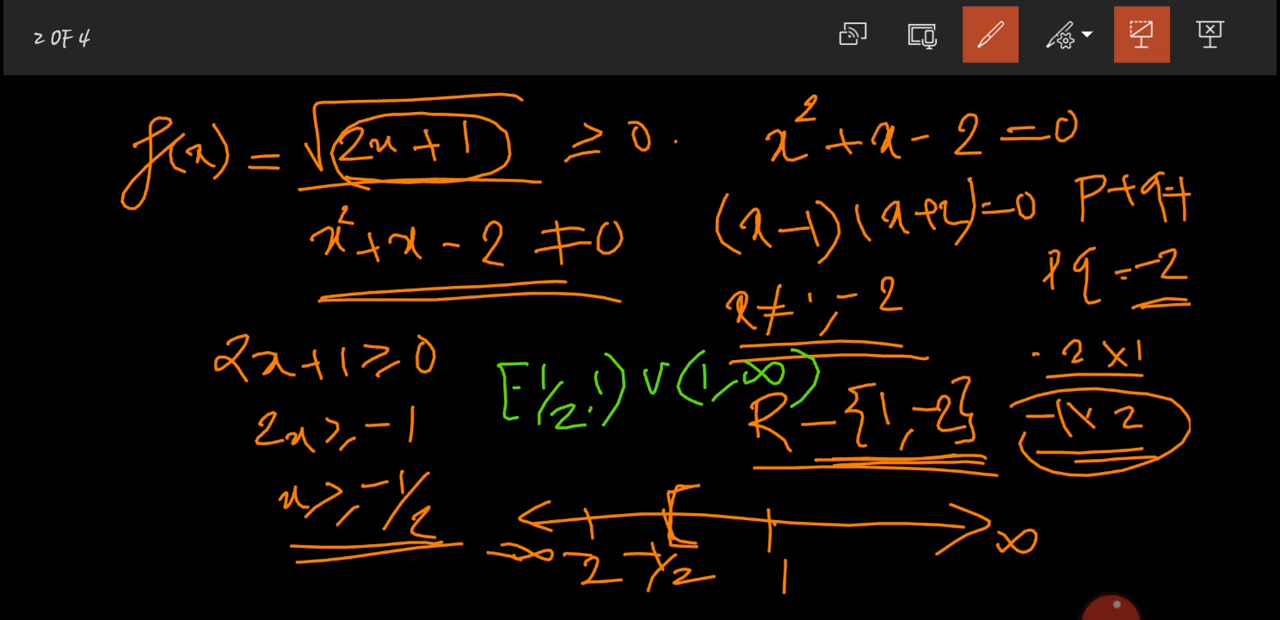 2 OF 4
f(x) = √(2x + 1) ≥ 0 .
x² + x - 2 ≠ 0
x² + x - 2 = 0
(x-1)(x+2)=0
x ≠ 1, -2
R - {1, -2}
p+q=1
pq = -2
-2 x 1
-1 x 2
2x+1 ≥ 0
2x ≥ -1
x ≥ -1/2
[-1/2, 1) ∪ (1, ∞)
-∞ -2 -1/2 1 ∞